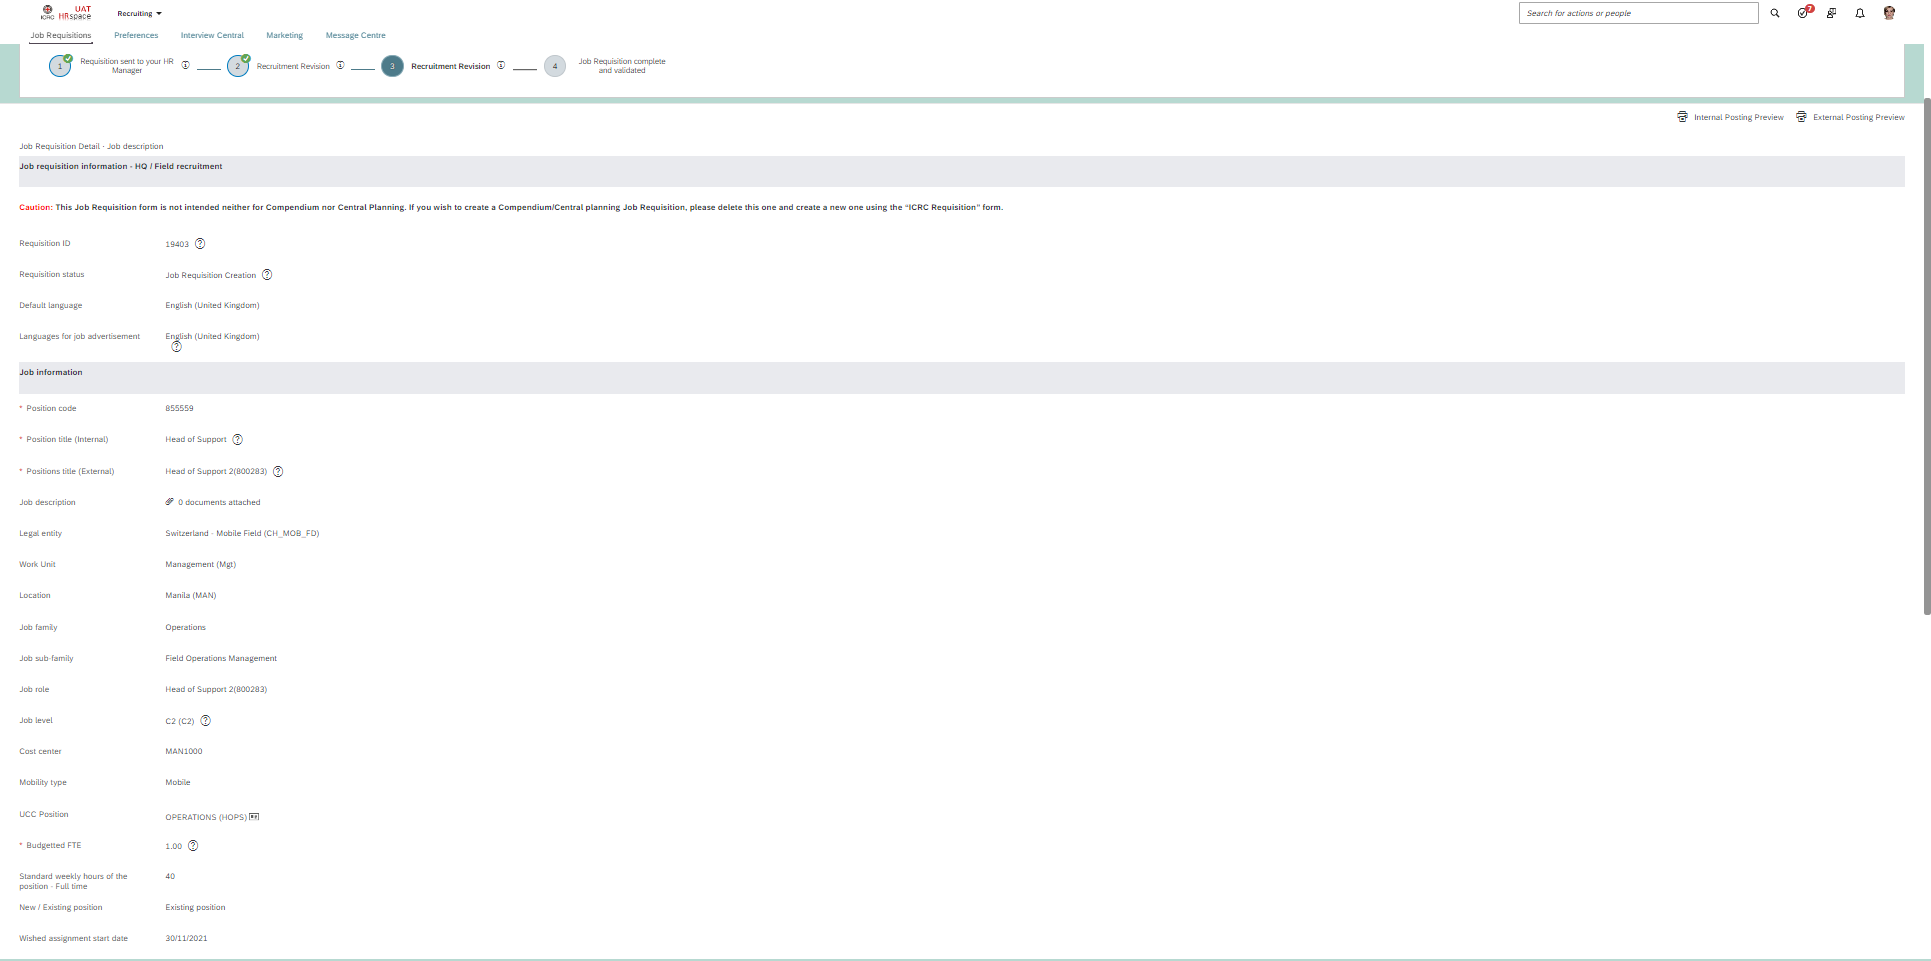 ICRC
UAT
HRspace
Recruiting
Search for actions or people
7
Job Requisitions
Preferences
Interview Central
Marketing
Message Centre
1
Requisition sent to your HR
Manager
2
Recruitment Revision
3
Recruitment Revision
4
Job Requisition complete
and validated
Internal Posting Preview
External Posting Preview
Job Requisition Detail - Job description
Job requisition information - HQ / Field recruitment
Caution: This Job Requisition form is not intended neither for Compendium nor Central Planning. If you wish to create a Compendium/Central planning Job Requisition, please delete this one and create a new one using the "ICRC Requisition" form.
Requisition ID 19403 ?
Requisition status Job Requisition Creation ?
Default language English (United Kingdom)
Languages for job advertisement English (United Kingdom)
?
Job information
* Position code 855559
* Position title (Internal) Head of Support ?
* Positions title (External) Head of Support 2(800283) ?
Job description 0 documents attached
Legal entity Switzerland - Mobile Field (CH_MOB_FD)
Work Unit Management (Mgt)
Location Manila (MAN)
Job family Operations
Job sub-family Field Operations Management
Job role Head of Support 2(800283)
Job level C2 (C2) ?
Cost center MAN1000
Mobility type Mobile
UCC Position OPERATIONS (HOPS)
* Budgetted FTE 1.00 ?
Standard weekly hours of the 40
position - Full time
New / Existing position Existing position
Wished assignment start date 30/11/2021